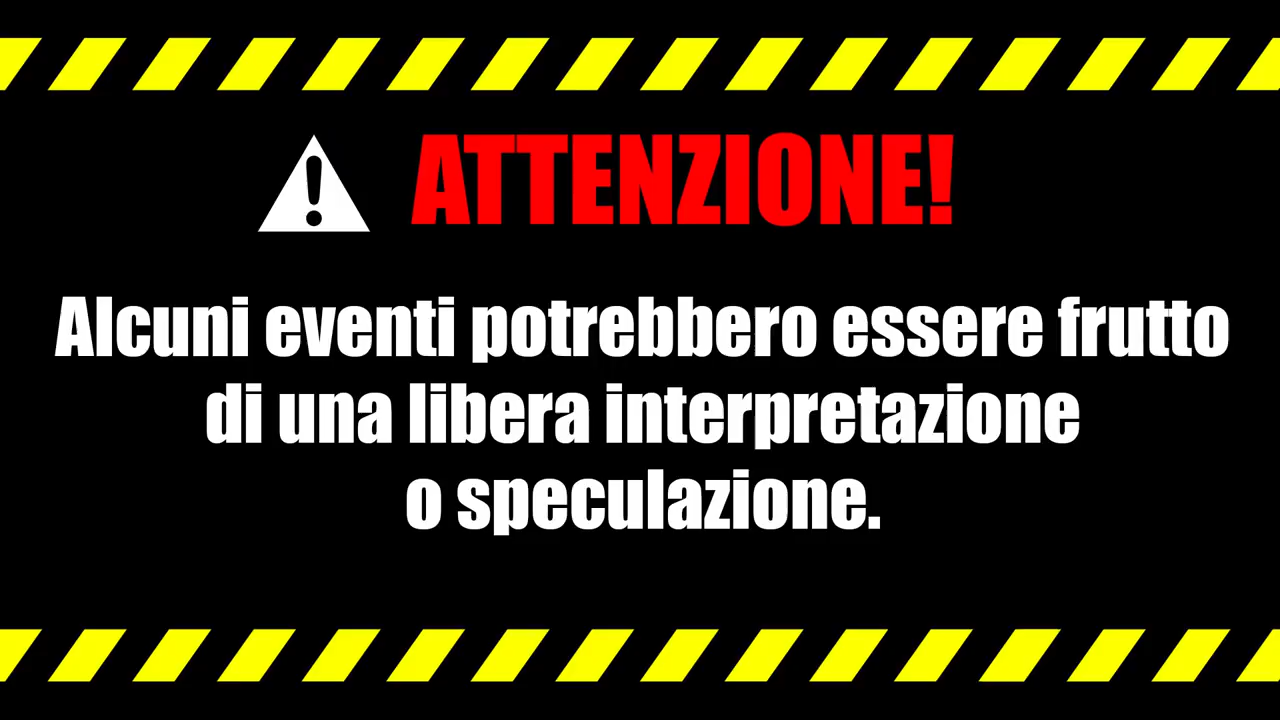 ATTENZIONE!
Alcuni eventi potrebbero essere frutto
di una libera interpretazione
o speculazione.